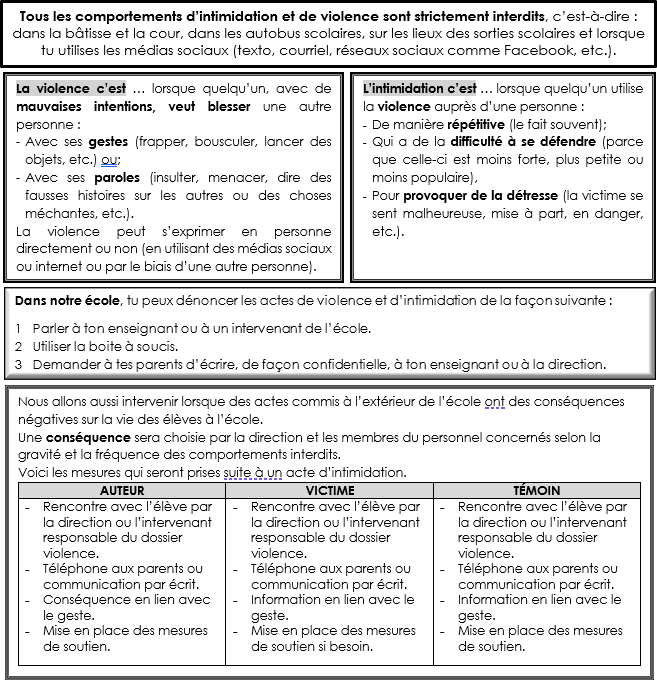 Tous les comportements d'intimidation et de violence sont strictement interdits, c'est-à-dire :
dans la bâtisse et la cour, dans les autobus scolaires, sur les lieux des sorties scolaires et lorsque
tu utilises les médias sociaux (texto, courriel, réseaux sociaux comme Facebook, etc.).
La violence c'est … lorsque quelqu'un, avec de
mauvaises intentions, veut blesser une autre
personne :
- Avec ses gestes (frapper, bousculer, lancer des
objets, etc.) ou;
- Avec ses paroles (insulter, menacer, dire des
fausses histoires sur les autres ou des choses
méchantes, etc.).
La violence peut s'exprimer en personne
directement ou non (en utilisant des médias sociaux
ou internet ou par le biais d'une autre personne).
L'intimidation c'est … lorsque quelqu'un utilise
la violence auprès d'une personne :
- De manière répétitive (le fait souvent);
- Qui a de la difficulté à se défendre (parce
que celle-ci est moins forte, plus petite ou
moins populaire),
- Pour provoquer de la détresse (la victime se
sent malheureuse, mise à part, en danger,
etc.).
Dans notre école, tu peux dénoncer les actes de violence et d'intimidation de la façon suivante :
1 Parler à ton enseignant ou à un intervenant de l'école.
2 Utiliser la boite à soucis.
3 Demander à tes parents d'écrire, de façon confidentielle, à ton enseignant ou à la direction.
Nous allons aussi intervenir lorsque des actes commis à l'extérieur de l'école ont des conséquences
négatives sur la vie des élèves à l'école.
Une conséquence sera choisie par la direction et les membres du personnel concernés selon la
gravité et la fréquence des comportements interdits.
Voici les mesures qui seront prises suite à un acte d'intimidation.
AUTEUR
- Rencontre avec l'élève par
la direction ou l'intervenant
responsable du dossier
violence.
- Téléphone aux parents ou
communication par écrit.
- Conséquence en lien avec
le geste.
- Mise en place des mesures
de soutien.
VICTIME
- Rencontre avec l'élève par
la direction ou l'intervenant
responsable du dossier
violence.
- Téléphone aux parents ou
communication par écrit.
- Information en lien avec le
geste.
- Mise en place des mesures
de soutien si besoin.
TÉMOIN
- Rencontre avec l'élève par
la direction ou l'intervenant
responsable du dossier
violence.
- Téléphone aux parents ou
communication par écrit.
- Information en lien avec le
geste.
- Mise en place des mesures
de soutien.